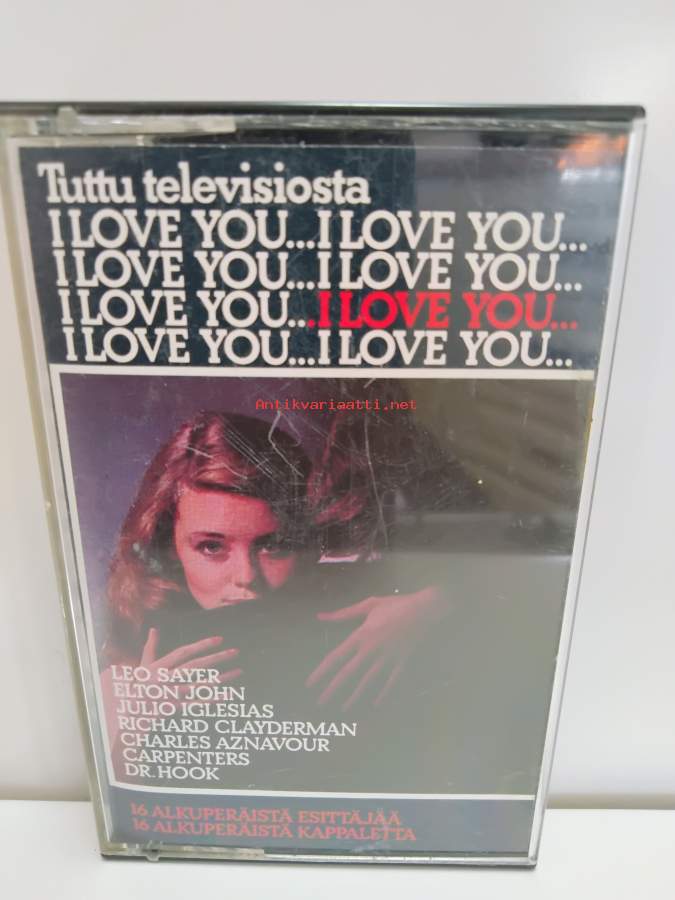 Tuttu televisiosta
I LOVE YOU...I LOVE YOU...
I LOVE YOU...I LOVE YOU...
I LOVE YOU...I LOVE YOU...
I LOVE YOU...I LOVE YOU...
Antikvariaatti.net
LEO SAYER
ELTON JOHN
JULIO IGLESIAS
RICHARD CLAYDERMAN
CHARLES AZNAVOUR
CARPENTERS
DR. HOOK
16 ALKUPERÄISTÄ ESITTÄJÄÄ
16 ALKUPERÄISTÄ KAPPALETTA